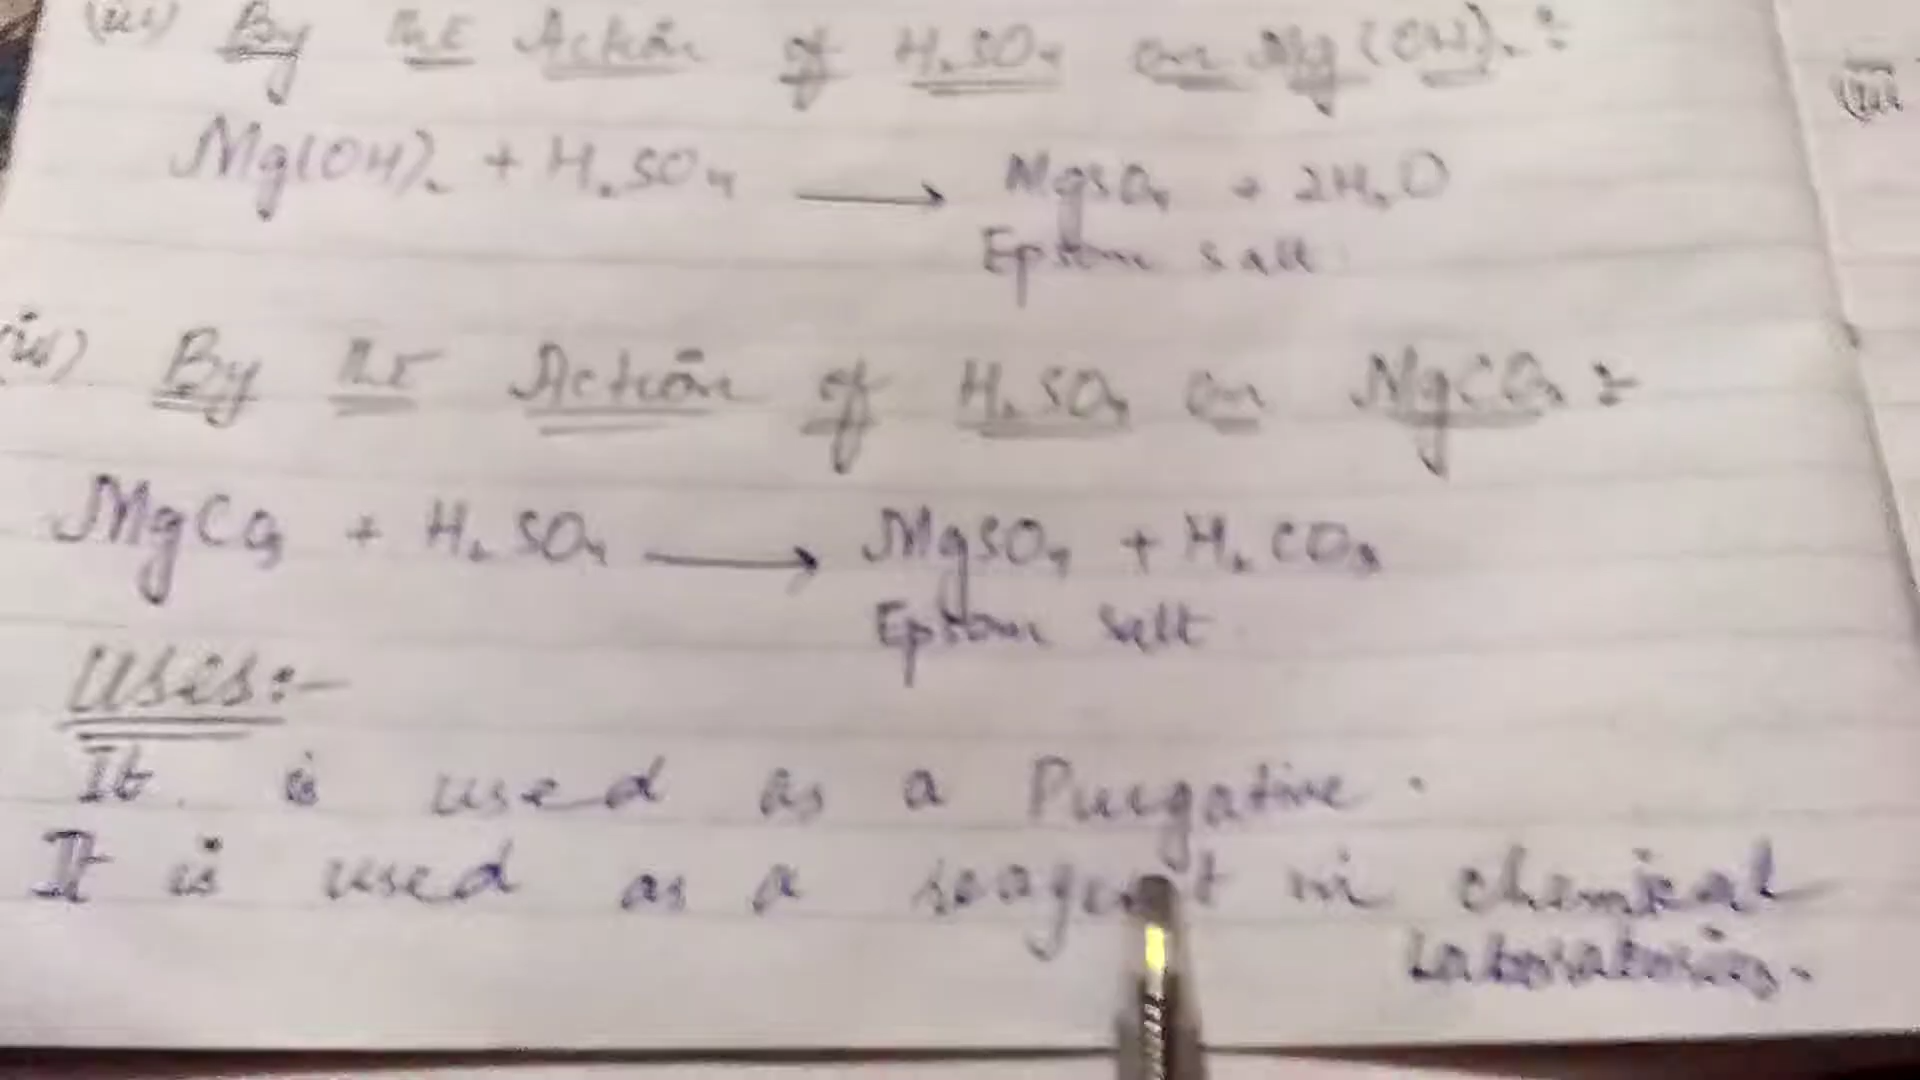 (iii) By the Action of H₂SO₄ on Mg(OH)₂:
Mg(OH)₂ + H₂SO₄ ⟶ MgSO₄ + 2H₂O
Epsom salt
By the Action of H₂SO₄ on MgCO₃:
MgCO₃ + H₂SO₄ ⟶ MgSO₄ + H₂CO₃
Epsom salt
Uses:-
It is used as a Purgative.
It is used as a reagent in chemical
Laboratories.